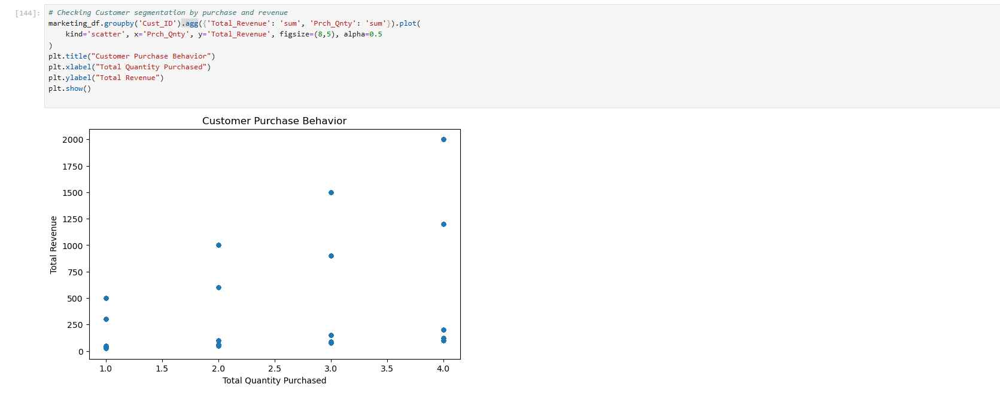 [144]:
# Checking Customer segmentation by purchase and revenue
marketing_df.groupby('Cust_ID').agg({'Total_Revenue': 'sum', 'Prch_Qnty': 'sum'}).plot(
    kind='scatter', x='Prch_Qnty', y='Total_Revenue', figsize=(8,5), alpha=0.5
)
plt.title("Customer Purchase Behavior")
plt.xlabel("Total Quantity Purchased")
plt.ylabel("Total Revenue")
plt.show()
Customer Purchase Behavior
2000
1750
1500
1250
1000
750
500
250
0
Total Revenue
1.0 1.5 2.0 2.5 3.0 3.5 4.0
Total Quantity Purchased